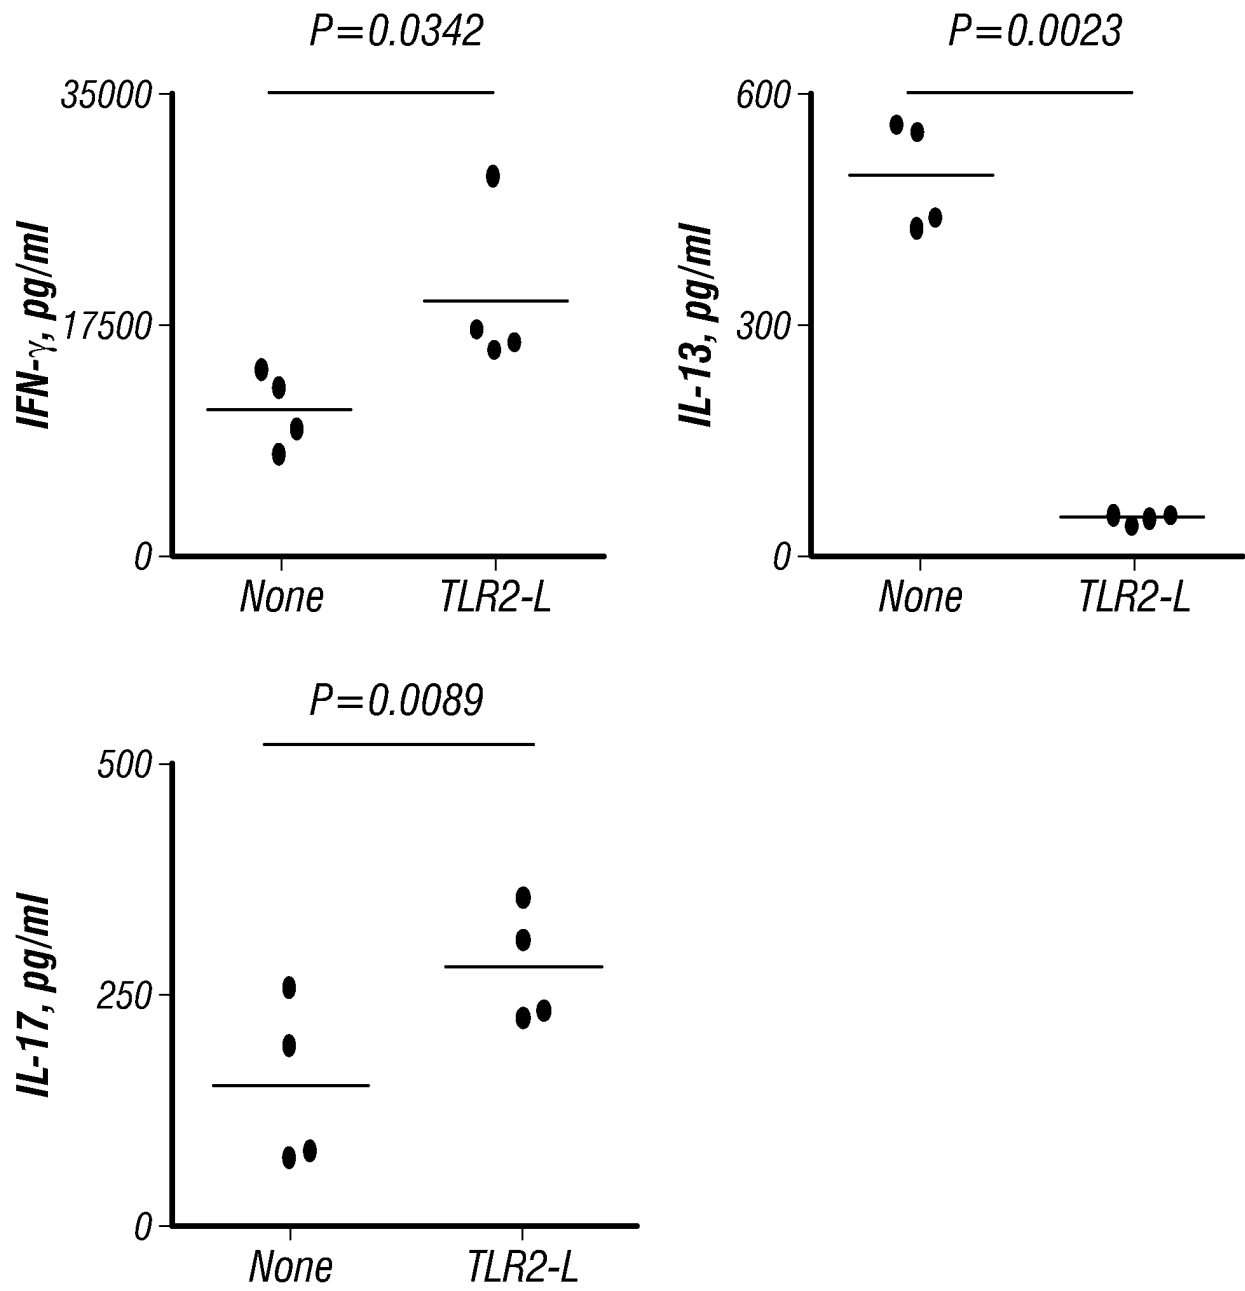 P=0.0342
35000
17500
0
IFN-γ, pg/ml
None TLR2-L
P=0.0023
600
300
0
IL-13, pg/ml
None TLR2-L
P=0.0089
500
250
0
IL-17, pg/ml
None TLR2-L